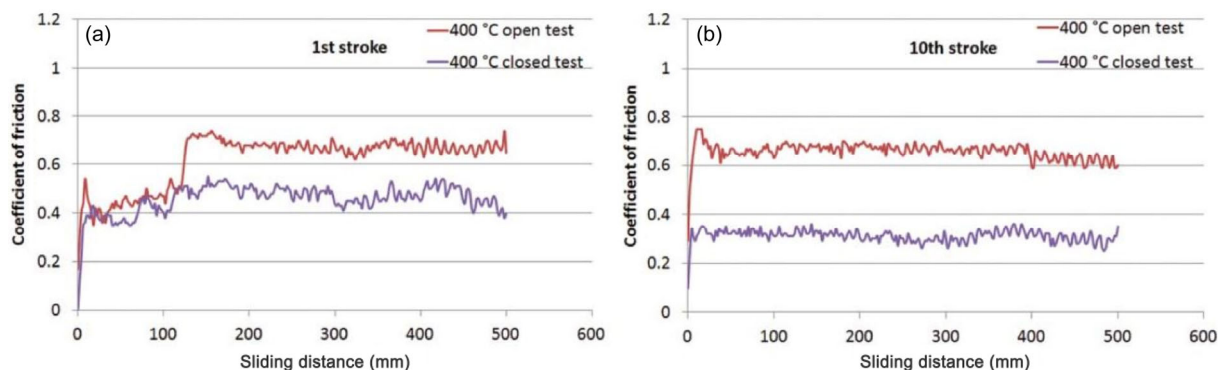 (a)
1st stroke
400 °C open test
400 °C closed test
Coefficient of friction
1.2
1
0.8
0.6
0.4
0.2
0
0 100 200 300 400 500 600
Sliding distance (mm)
(b)
10th stroke
400 °C open test
400 °C closed test
Coefficient of friction
1.2
1
0.8
0.6
0.4
0.2
0
0 100 200 300 400 500 600
Sliding distance (mm)